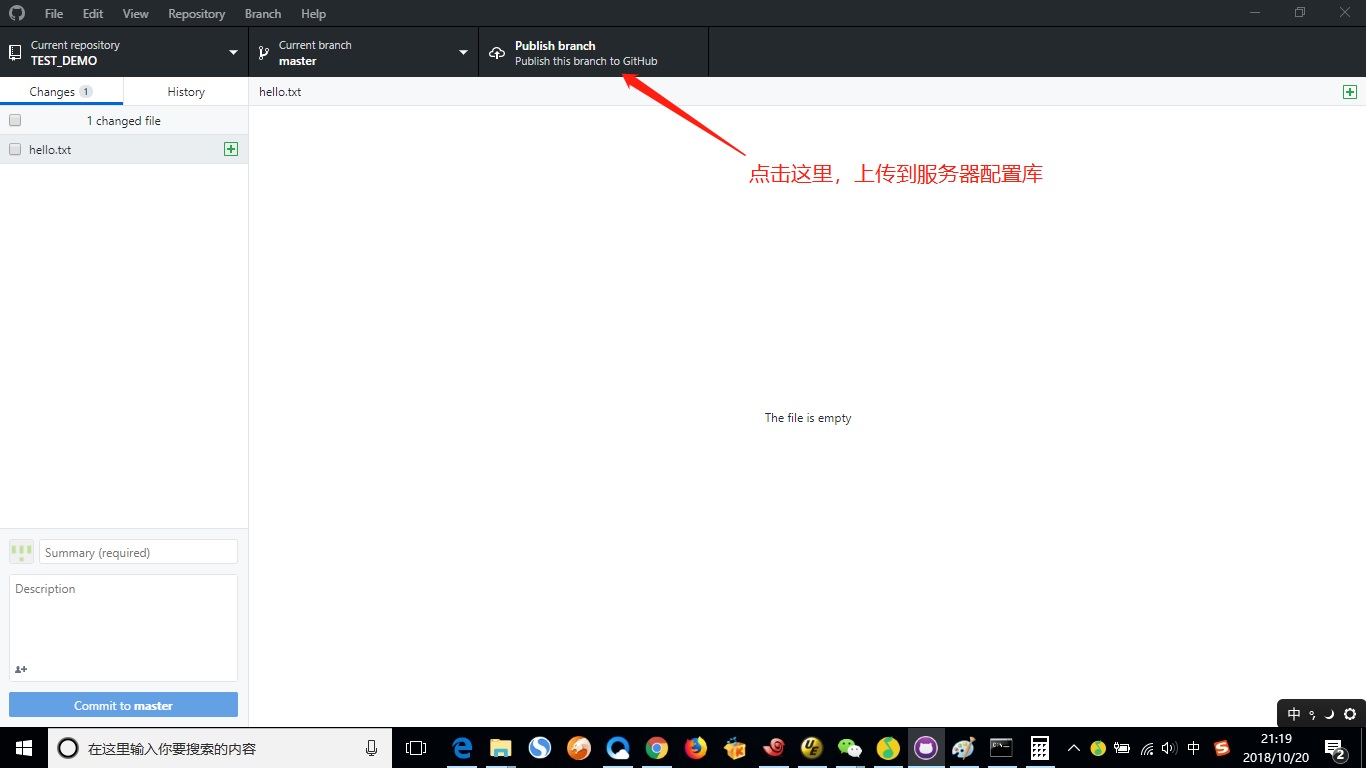 File Edit View Repository Branch Help
Current repository
TEST_DEMO
Current branch
master
Publish branch
Publish this branch to GitHub
Changes 1
History
hello.txt
1 changed file
hello.txt
点击这里，上传到服务器配置库
The file is empty
Summary (required)
Description
Commit to master
中
在这里输入你要搜索的内容
UE
中
21:19
2018/10/20
2